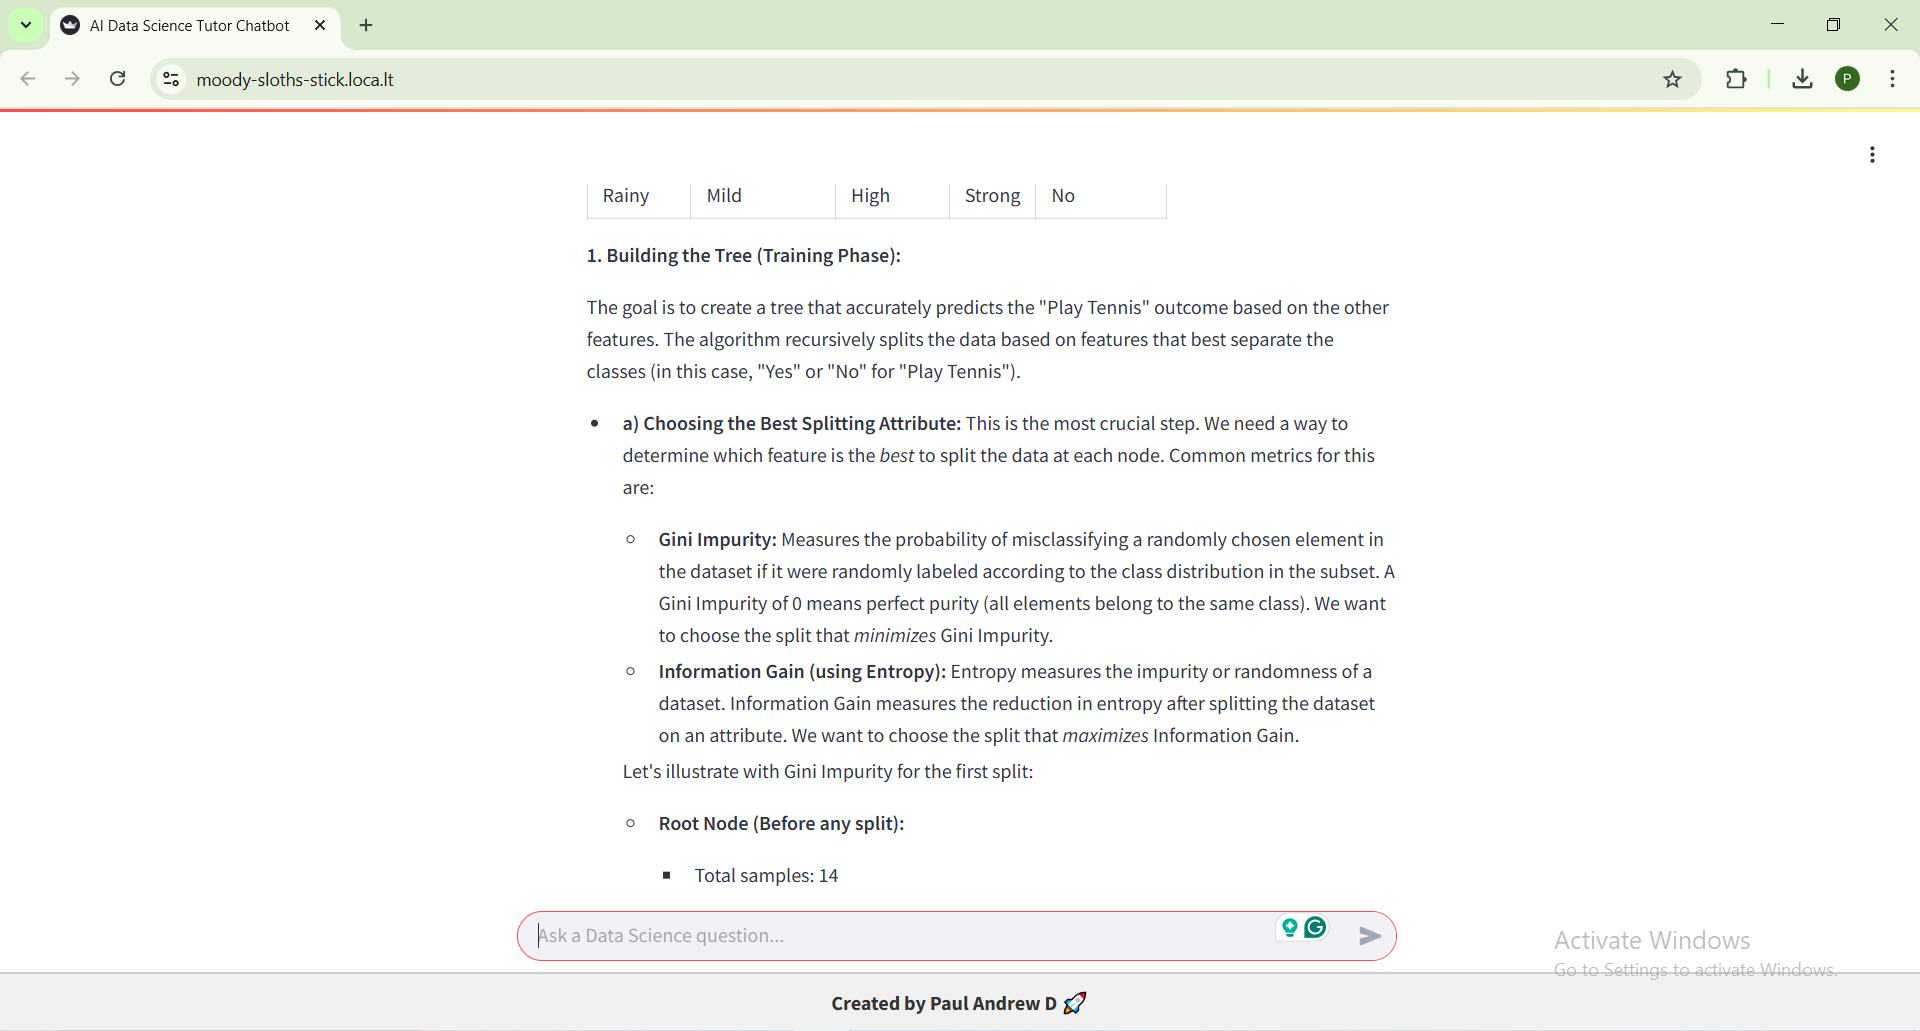 AI Data Science Tutor Chatbot
moody-sloths-stick.loca.lt
P
Rainy Mild High Strong No
1. Building the Tree (Training Phase):
The goal is to create a tree that accurately predicts the "Play Tennis" outcome based on the other
features. The algorithm recursively splits the data based on features that best separate the
classes (in this case, "Yes" or "No" for "Play Tennis").
• a) Choosing the Best Splitting Attribute: This is the most crucial step. We need a way to
determine which feature is the best to split the data at each node. Common metrics for this
are:
◦ Gini Impurity: Measures the probability of misclassifying a randomly chosen element in
the dataset if it were randomly labeled according to the class distribution in the subset. A
Gini Impurity of 0 means perfect purity (all elements belong to the same class). We want
to choose the split that minimizes Gini Impurity.
◦ Information Gain (using Entropy): Entropy measures the impurity or randomness of a
dataset. Information Gain measures the reduction in entropy after splitting the dataset
on an attribute. We want to choose the split that maximizes Information Gain.
Let's illustrate with Gini Impurity for the first split:
◦ Root Node (Before any split):
▪ Total samples: 14
Ask a Data Science question...
Activate Windows
Go to Settings to activate Windows.
Created by Paul Andrew D 🚀